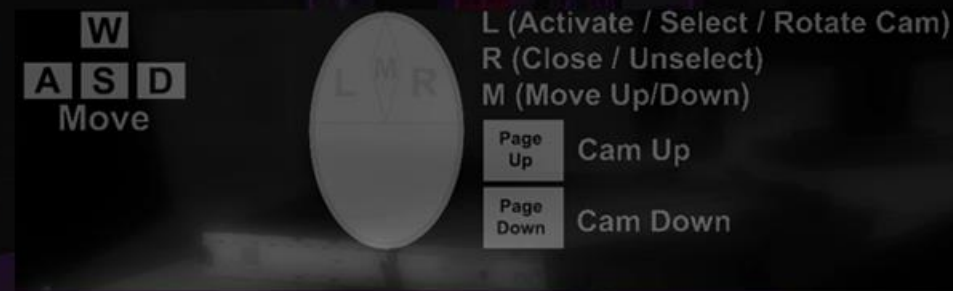 W
A S D
Move
L M R
L (Activate / Select / Rotate Cam)
R (Close / Unselect)
M (Move Up/Down)
Page
Up
Cam Up
Page
Down
Cam Down